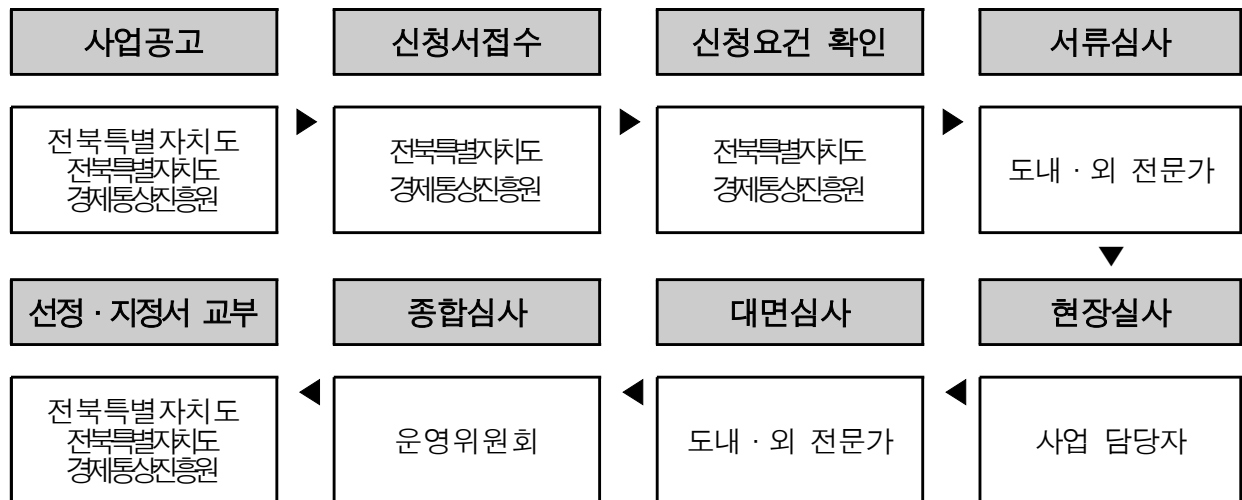 사업공고
신청서접수
신청요건 확인
서류심사
전북특별자치도
전북특별자치도
경제통상진흥원
전북특별자치도
경제통상진흥원
전북특별자치도
경제통상진흥원
도내 · 외 전문가
선정 · 지정서 교부
종합심사
대면심사
현장실사
전북특별자치도
전북특별자치도
경제통상진흥원
운영위원회
도내 · 외 전문가
사업 담당자